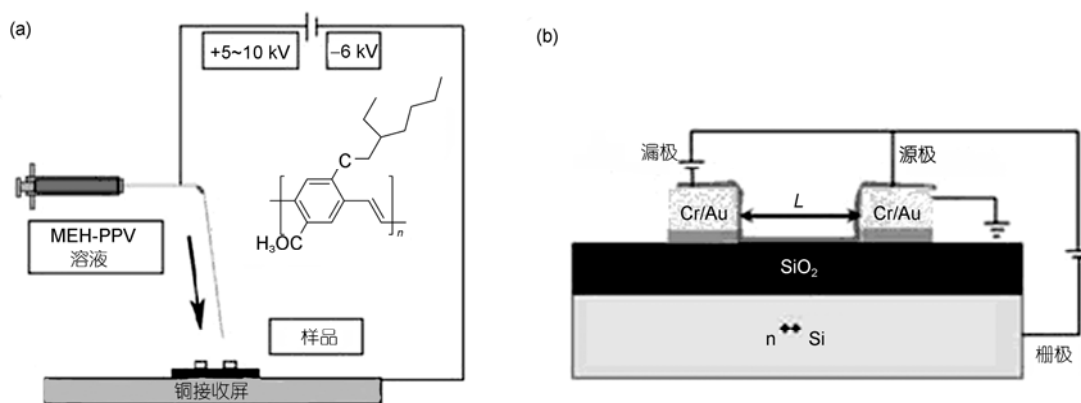 (a)
+5~10 kV
−6 kV
C
H₃COC
n
MEH-PPV
溶液
样品
铜接收屏
(b)
漏极
源极
Cr/Au
L
Cr/Au
SiO₂
n
Si
栅极